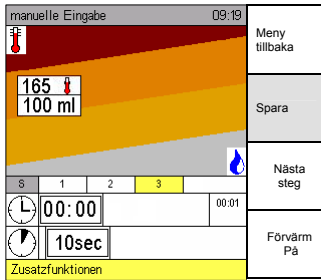 manuelle Eingabe 09:19
Meny
tillbaka
165
100 ml
Spara
S 1 2 3
00:00 00:01
Nästa
steg
10sec
Förvärm
På
Zusatzfunktionen